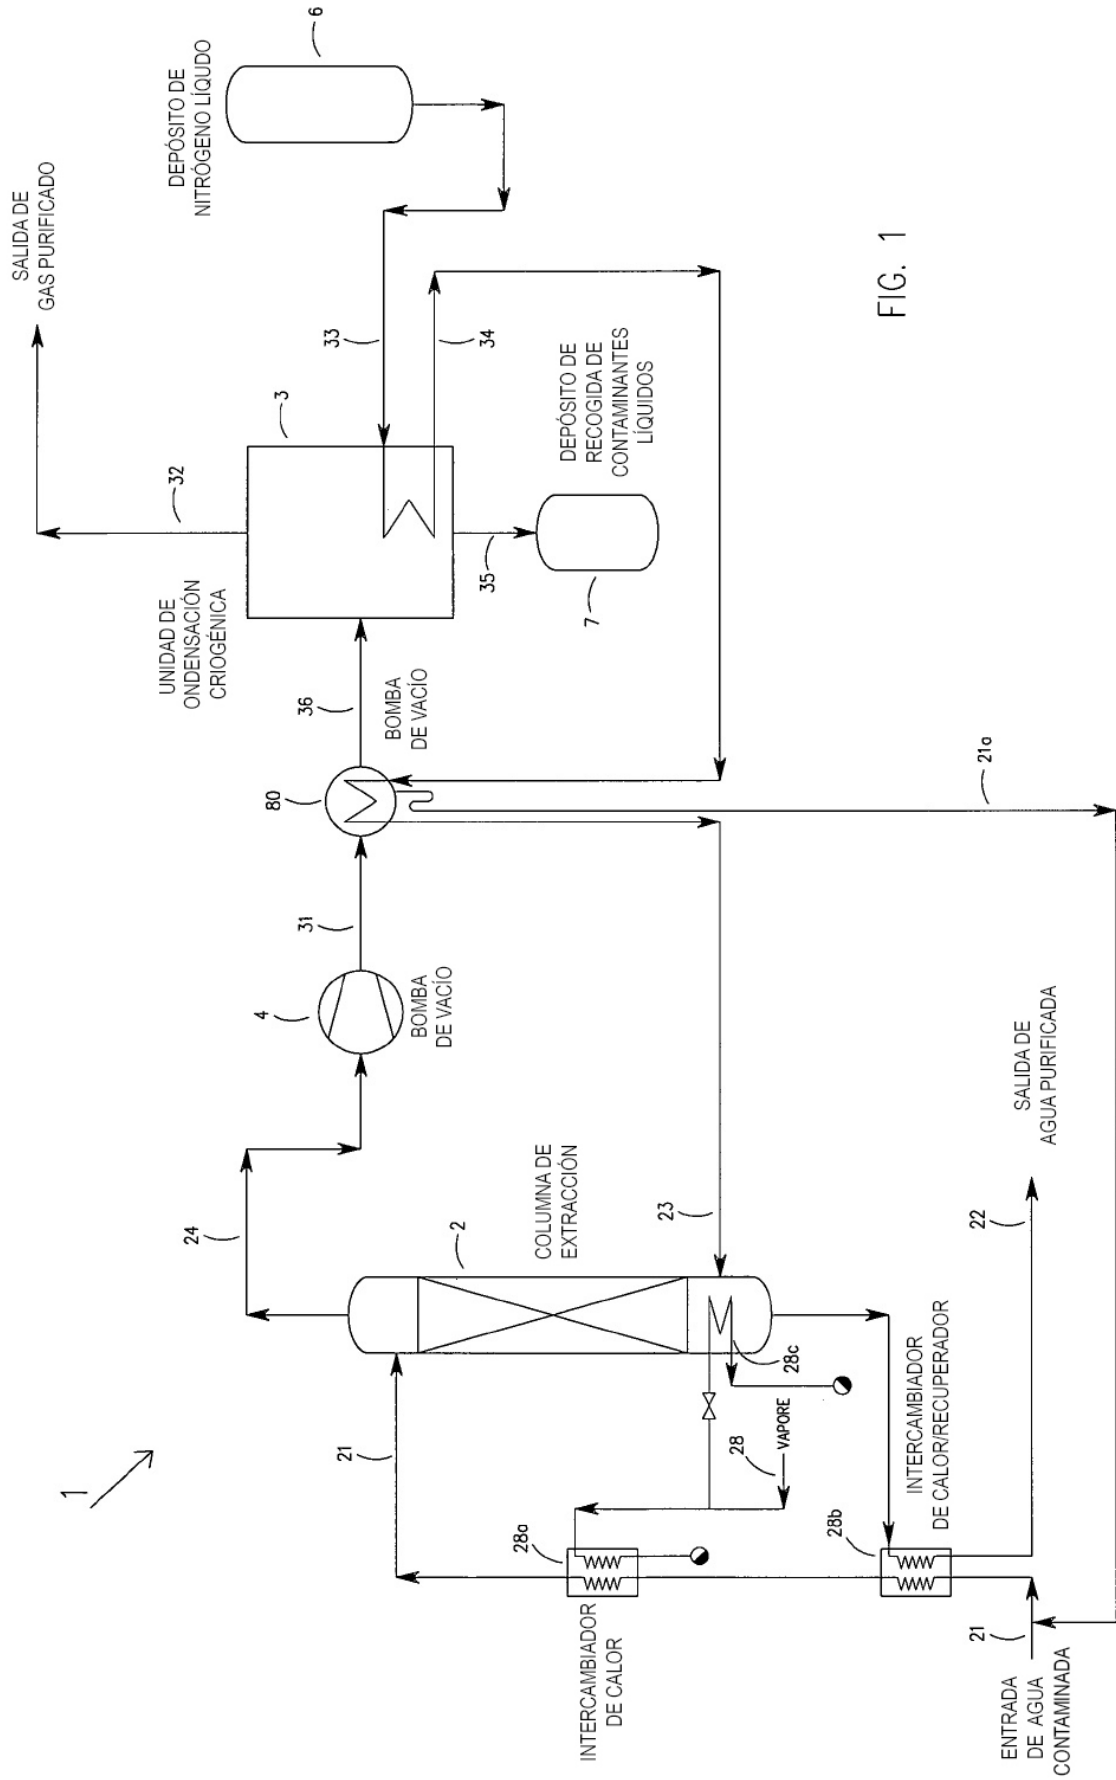 1
SALIDA DE
GAS PURIFICADO
DEPÓSITO DE
NITRÓGENO LÍQUDO
6
32
UNIDAD DE
ONDENSACIÓN
CRIOGÉNICA
3
33
34
36
BOMBA
DE VACÍO
80
31
4
BOMBA
DE VACÍO
24
35
7
DEPÓSITO DE
RECOGIDA DE
CONTAMINANTES
LÍQUIDOS
21
2
COLUMNA DE
EXTRACCIÓN
23
21a
28a
INTERCAMBIADOR
DE CALOR
28
VAPORE
28c
28b
INTERCAMBIADOR
DE CALOR/RECUPERADOR
22
SALIDA DE
AGUA PURIFICADA
21
ENTRADA
DE AGUA
CONTAMINADA
FIG. 1